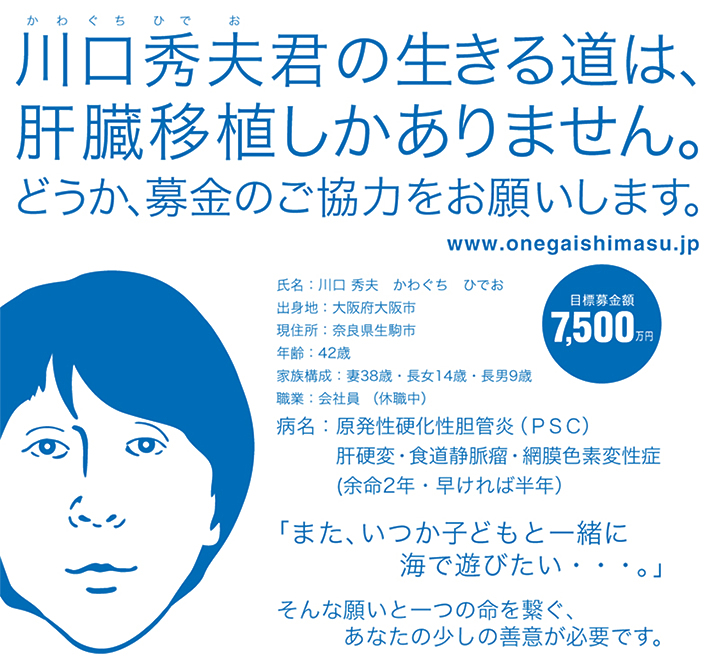 かわぐちひでお
川口秀夫君の生きる道は、
肝臓移植しかありません。
どうか、募金のご協力をお願いします。
www.onegaishimasu.jp
氏名：川口 秀夫　かわぐち　ひでお
出身地：大阪府大阪市
現住所：奈良県生駒市
年齢：42歳
家族構成：妻38歳・長女14歳・長男9歳
職業：会社員 （休職中）
目標募金額
7,500万円
病名：原発性硬化性胆管炎（ＰＳＣ）
肝硬変・食道静脈瘤・網膜色素変性症
(余命2年・早ければ半年）
「また、いつか子どもと一緒に
海で遊びたい・・・。」
そんな願いと一つの命を繋ぐ、
あなたの少しの善意が必要です。